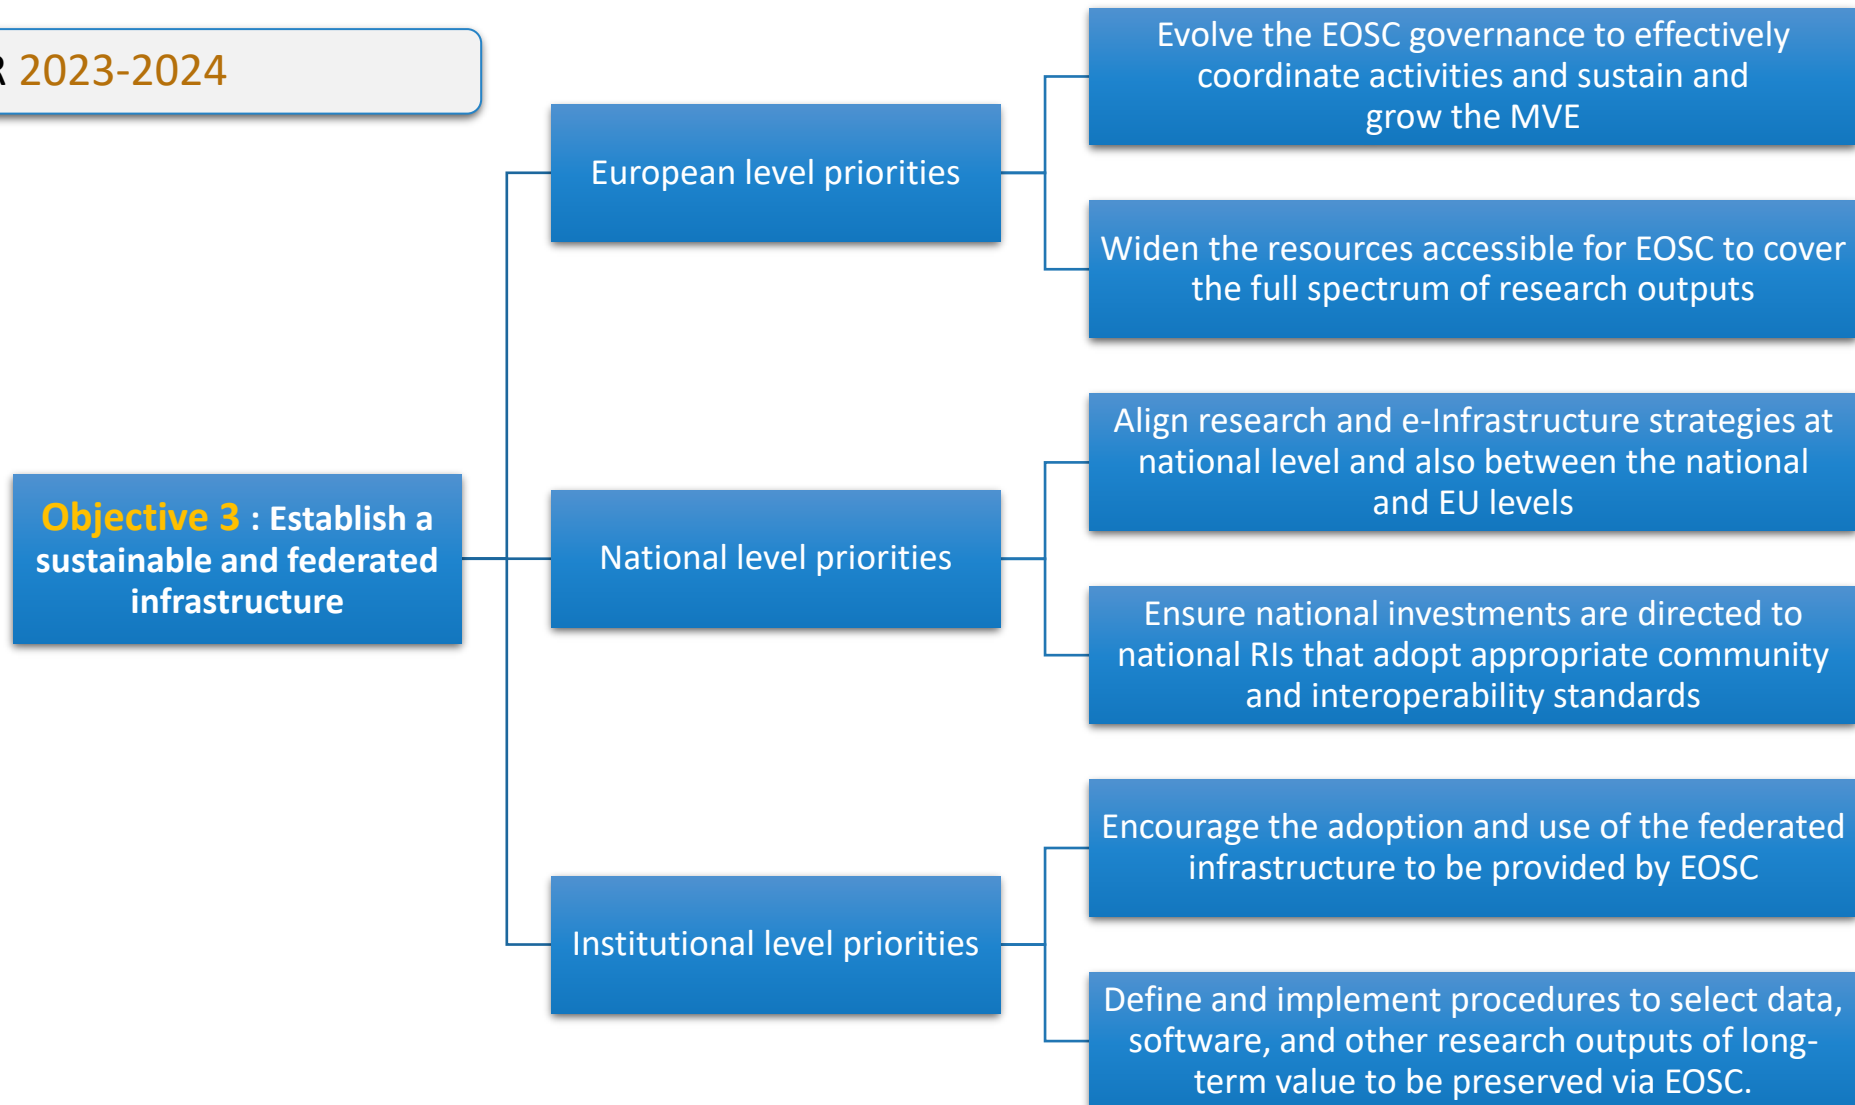 R 2023-2024
Objective 3 : Establish a
sustainable and federated
infrastructure
European level priorities
Evolve the EOSC governance to effectively
coordinate activities and sustain and
grow the MVE
Widen the resources accessible for EOSC to cover
the full spectrum of research outputs
National level priorities
Align research and e-Infrastructure strategies at
national level and also between the national
and EU levels
Ensure national investments are directed to
national RIs that adopt appropriate community
and interoperability standards
Institutional level priorities
Encourage the adoption and use of the federated
infrastructure to be provided by EOSC
Define and implement procedures to select data,
software, and other research outputs of long-
term value to be preserved via EOSC.